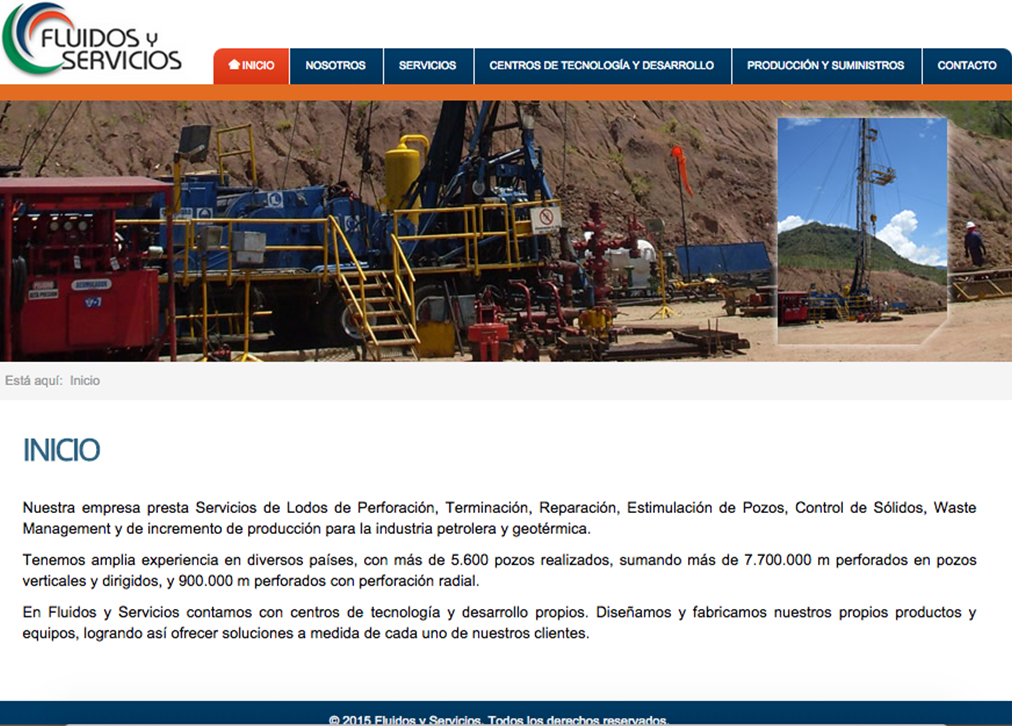 FLUIDOS Y
SERVICIOS
INICIO NOSOTROS SERVICIOS CENTROS DE TECNOLOGÍA Y DESARROLLO PRODUCCIÓN Y SUMINISTROS CONTACTO
PELIGRO
ALTA PRESION
ACUMULADOR
Está aquí: Inicio
INICIO
Nuestra empresa presta Servicios de Lodos de Perforación, Terminación, Reparación, Estimulación de Pozos, Control de Sólidos, Waste
Management y de incremento de producción para la industria petrolera y geotérmica.
Tenemos amplia experiencia en diversos países, con más de 5.600 pozos realizados, sumando más de 7.700.000 m perforados en pozos
verticales y dirigidos, y 900.000 m perforados con perforación radial.
En Fluidos y Servicios contamos con centros de tecnología y desarrollo propios. Diseñamos y fabricamos nuestros propios productos y
equipos, logrando así ofrecer soluciones a medida de cada uno de nuestros clientes.
© 2015 Fluidos y Servicios. Todos los derechos reservados.